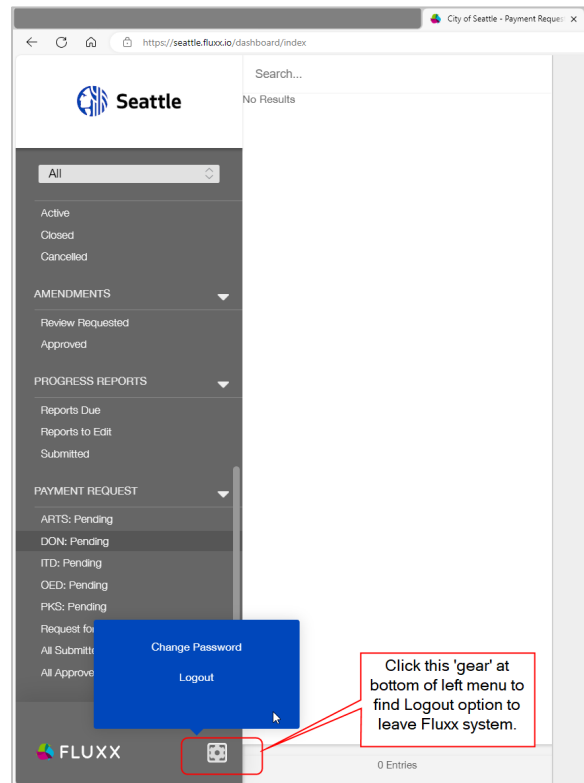 City of Seattle - Payment Reques
https://seattle.fluxx.io/dashboard/index
Search...
Seattle
No Results
All
Active
Closed
Cancelled
AMENDMENTS
Review Requested
Approved
PROGRESS REPORTS
Reports Due
Reports to Edit
Submitted
PAYMENT REQUEST
ARTS: Pending
DON: Pending
ITD: Pending
OED: Pending
PKS: Pending
Request for
All Submitte
All Approve
Change Password
Logout
Click this 'gear' at
bottom of left menu to
find Logout option to
leave Fluxx system.
FLUXX
0 Entries